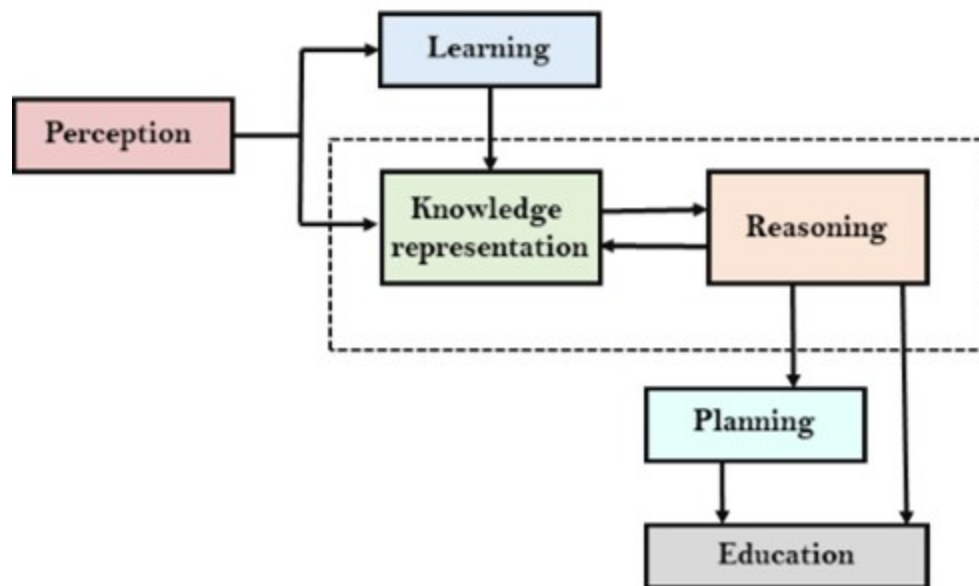 Learning
Perception
Knowledge
representation
Reasoning
Planning
Education